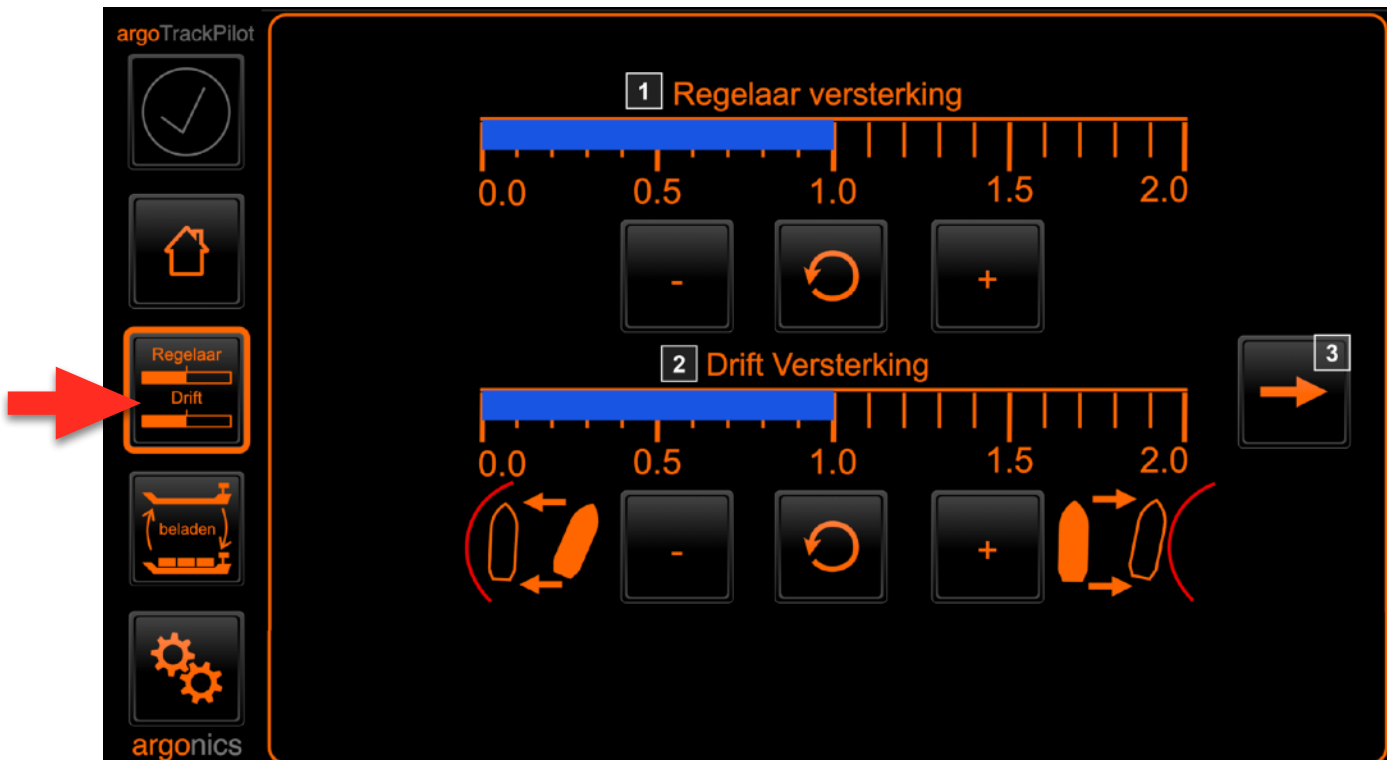 argoTrackPilot
1 Regelaar versterking
0.0 0.5 1.0 1.5 2.0
- +
Regelaar
Drift
2 Drift Versterking
0.0 0.5 1.0 1.5 2.0
- +
3
beladen
argonics